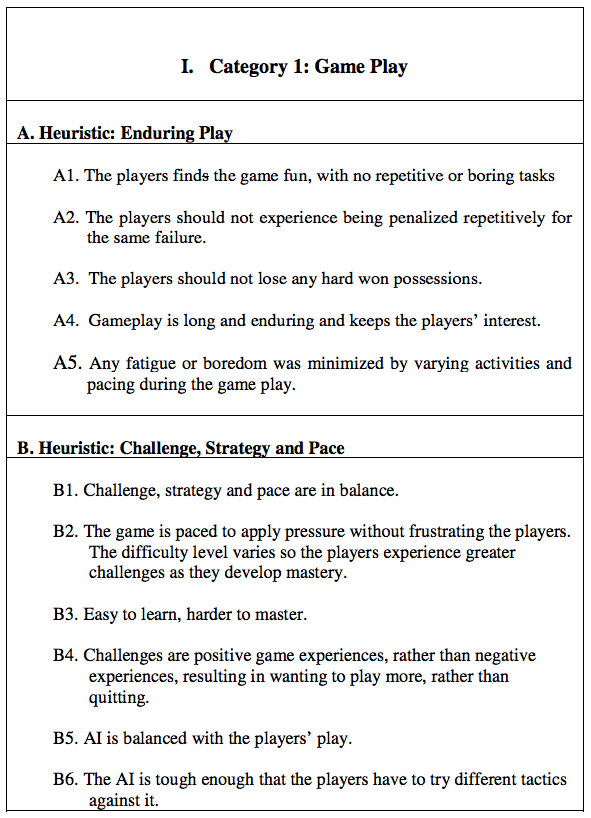 I. Category 1: Game Play
A. Heuristic: Enduring Play
A1. The players finds the game fun, with no repetitive or boring tasks
A2. The players should not experience being penalized repetitively for
the same failure.
A3. The players should not lose any hard won possessions.
A4. Gameplay is long and enduring and keeps the players’ interest.
A5. Any fatigue or boredom was minimized by varying activities and
pacing during the game play.
B. Heuristic: Challenge, Strategy and Pace
B1. Challenge, strategy and pace are in balance.
B2. The game is paced to apply pressure without frustrating the players.
The difficulty level varies so the players experience greater
challenges as they develop mastery.
B3. Easy to learn, harder to master.
B4. Challenges are positive game experiences, rather than negative
experiences, resulting in wanting to play more, rather than
quitting.
B5. AI is balanced with the players’ play.
B6. The AI is tough enough that the players have to try different tactics
against it.